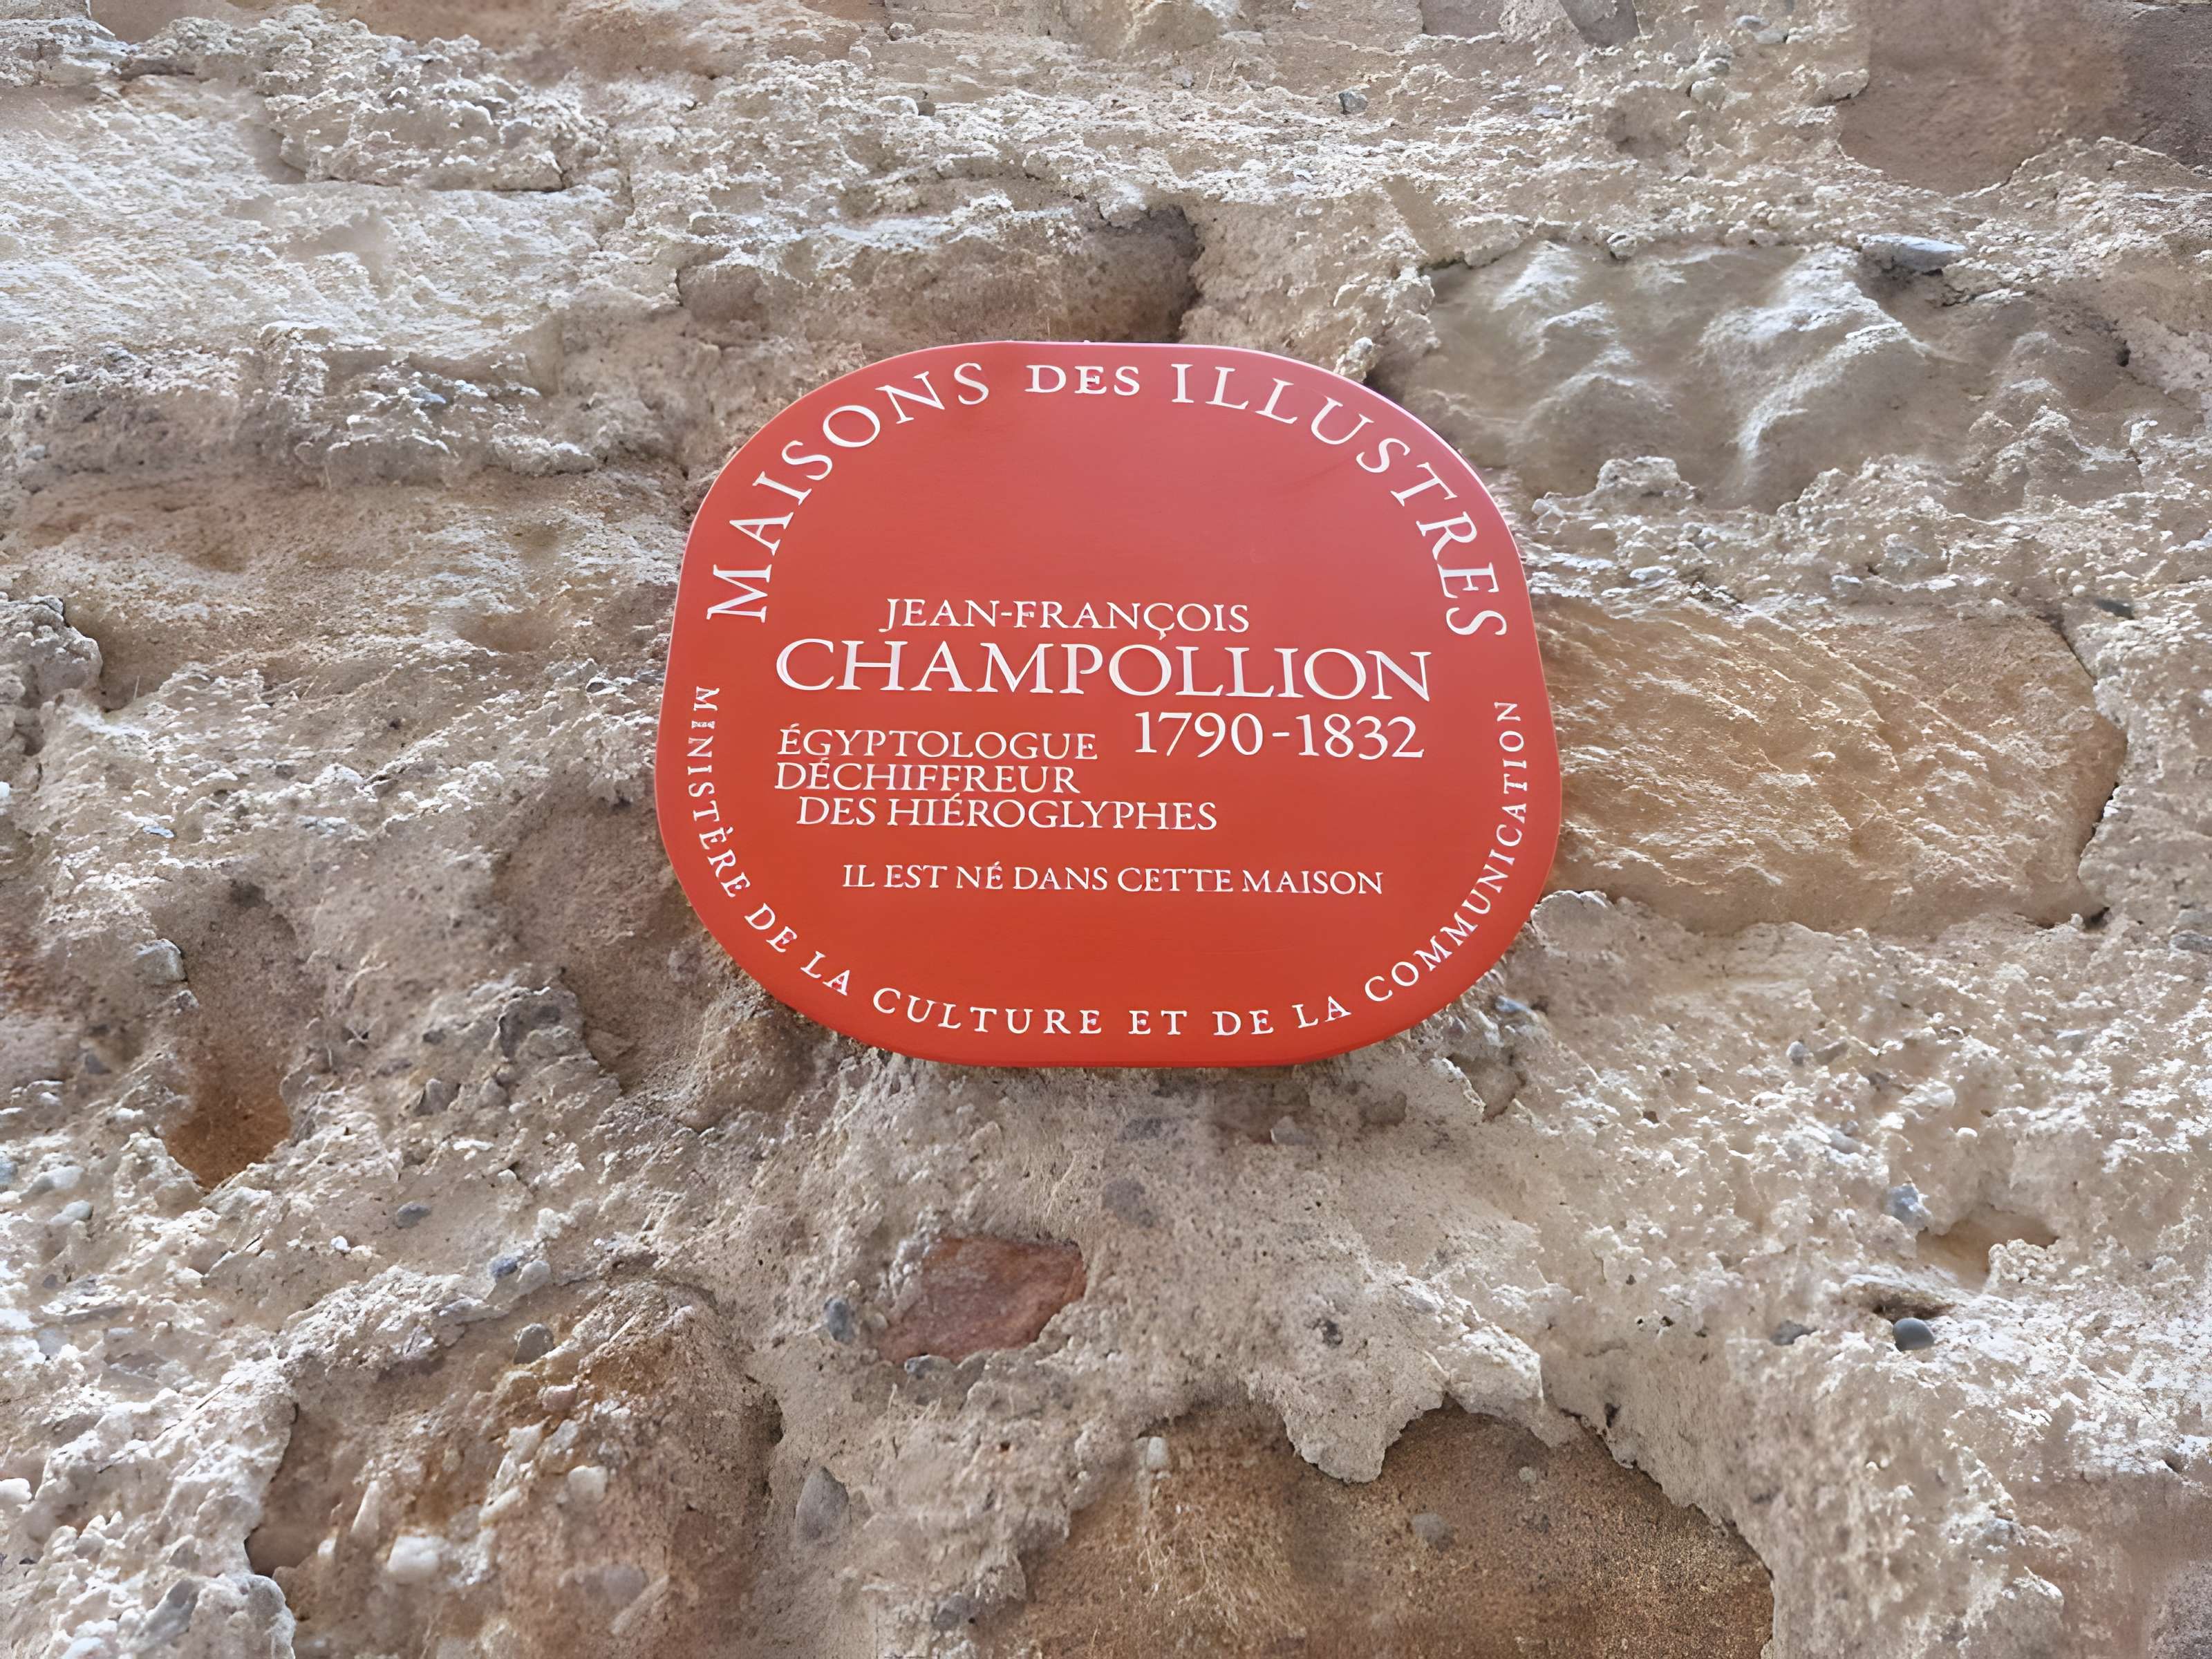 MAISONS DES ILLUSTRES
JEAN-FRANÇOIS
CHAMPOLLION
1790-1832
ÉGYPTOLOGUE
DÉCHIFFREUR
DES HIÉROGLYPHES
IL EST NÉ DANS CETTE MAISON
MINISTÈRE DE LA CULTURE ET DE LA COMMUNICATION